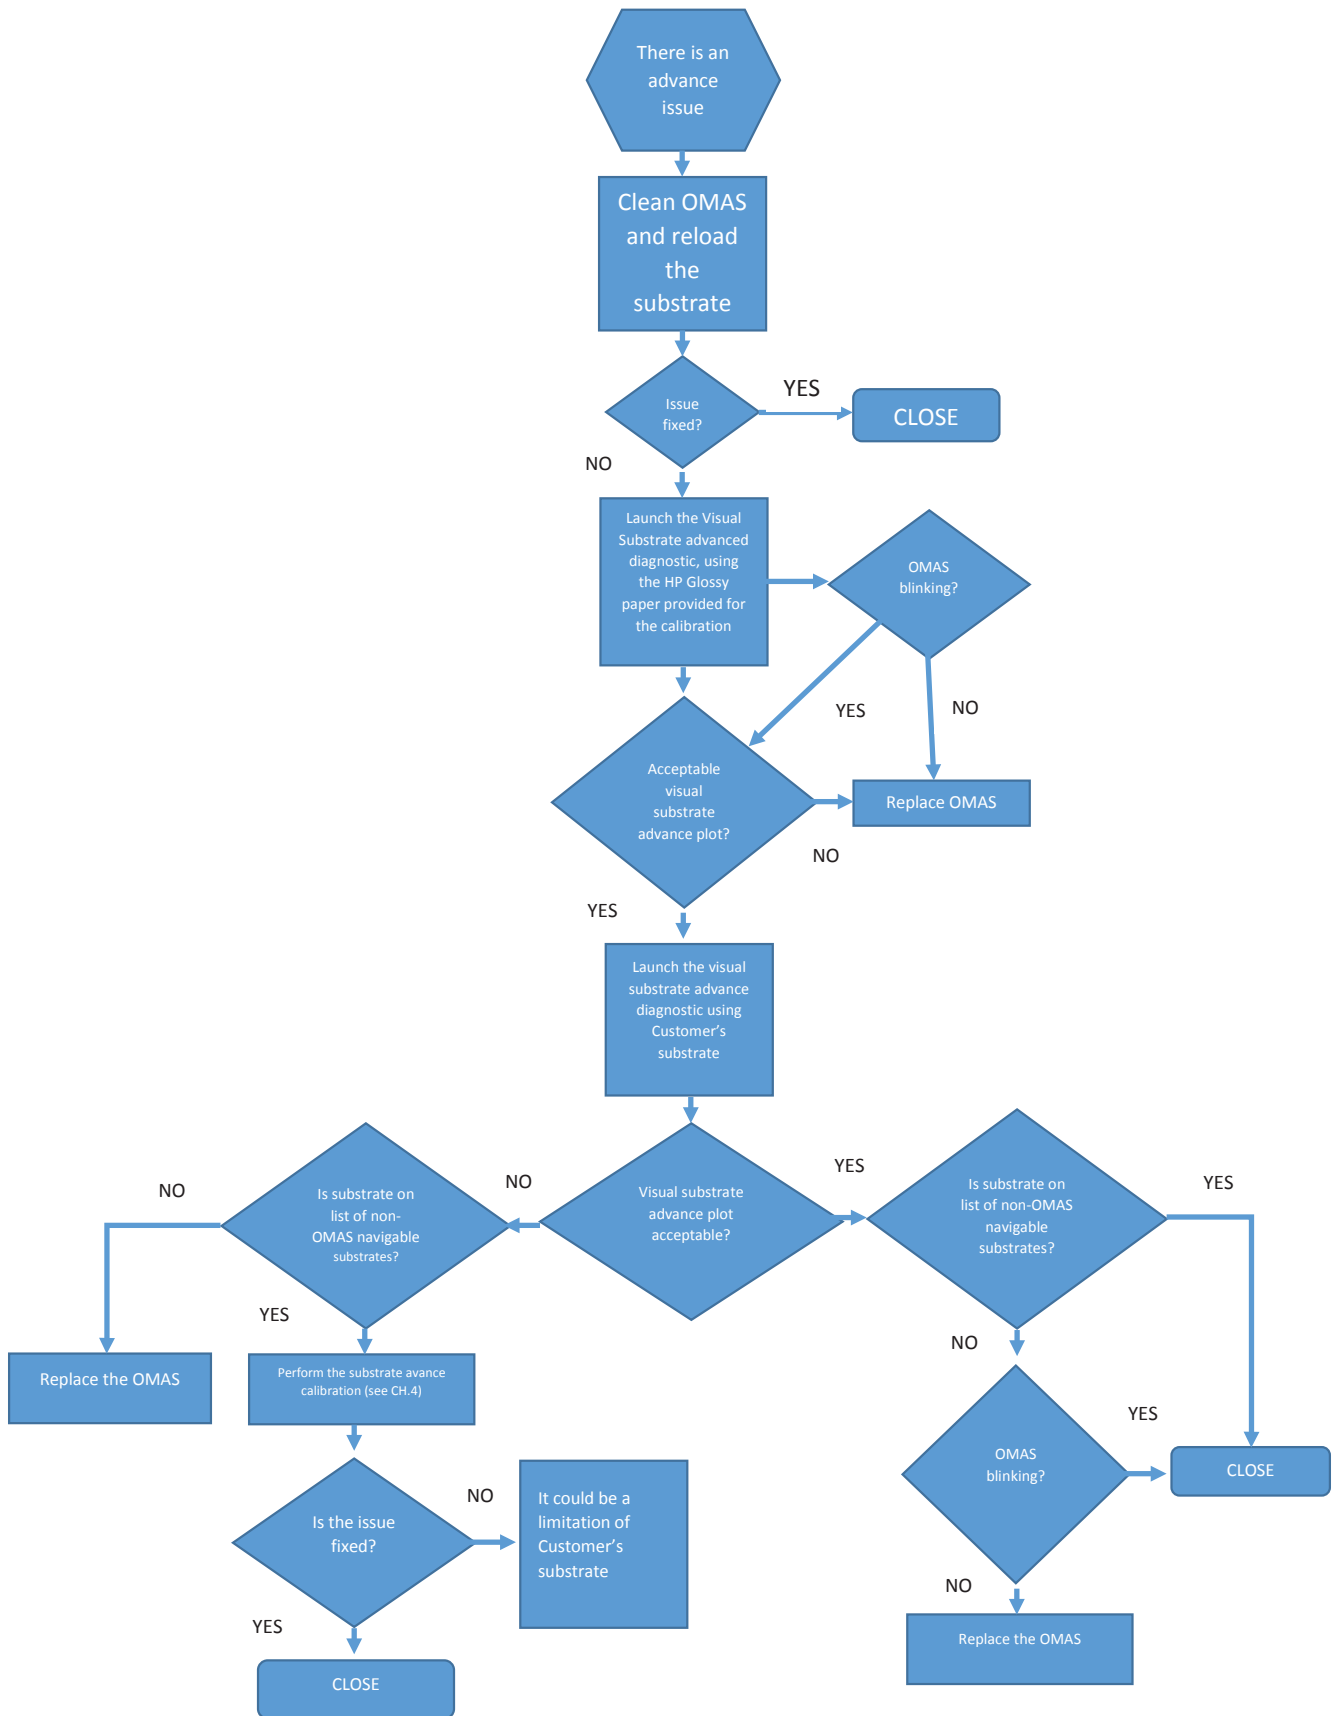 There is an
advance
issue
Clean OMAS
and reload
the
substrate
Issue
fixed?
YES
CLOSE
NO
Launch the Visual
Substrate advanced
diagnostic, using
the HP Glossy
paper provided for
the calibration
OMAS
blinking?
YES
NO
Acceptable
visual
substrate
advance plot?
Replace OMAS
NO
YES
Launch the visual
substrate advance
diagnostic using
Customer's
substrate
Visual substrate
advance plot
acceptable?
NO
Is substrate on
list of non-
OMAS navigable
substrates?
NO
Replace the OMAS
YES
Perform the substrate avance
calibration (see CH.4)
Is the issue
fixed?
NO
It could be a
limitation of
Customer's
substrate
YES
CLOSE
YES
Is substrate on
list of non-OMAS
navigable
substrates?
YES
NO
OMAS
blinking?
YES
CLOSE
NO
Replace the OMAS